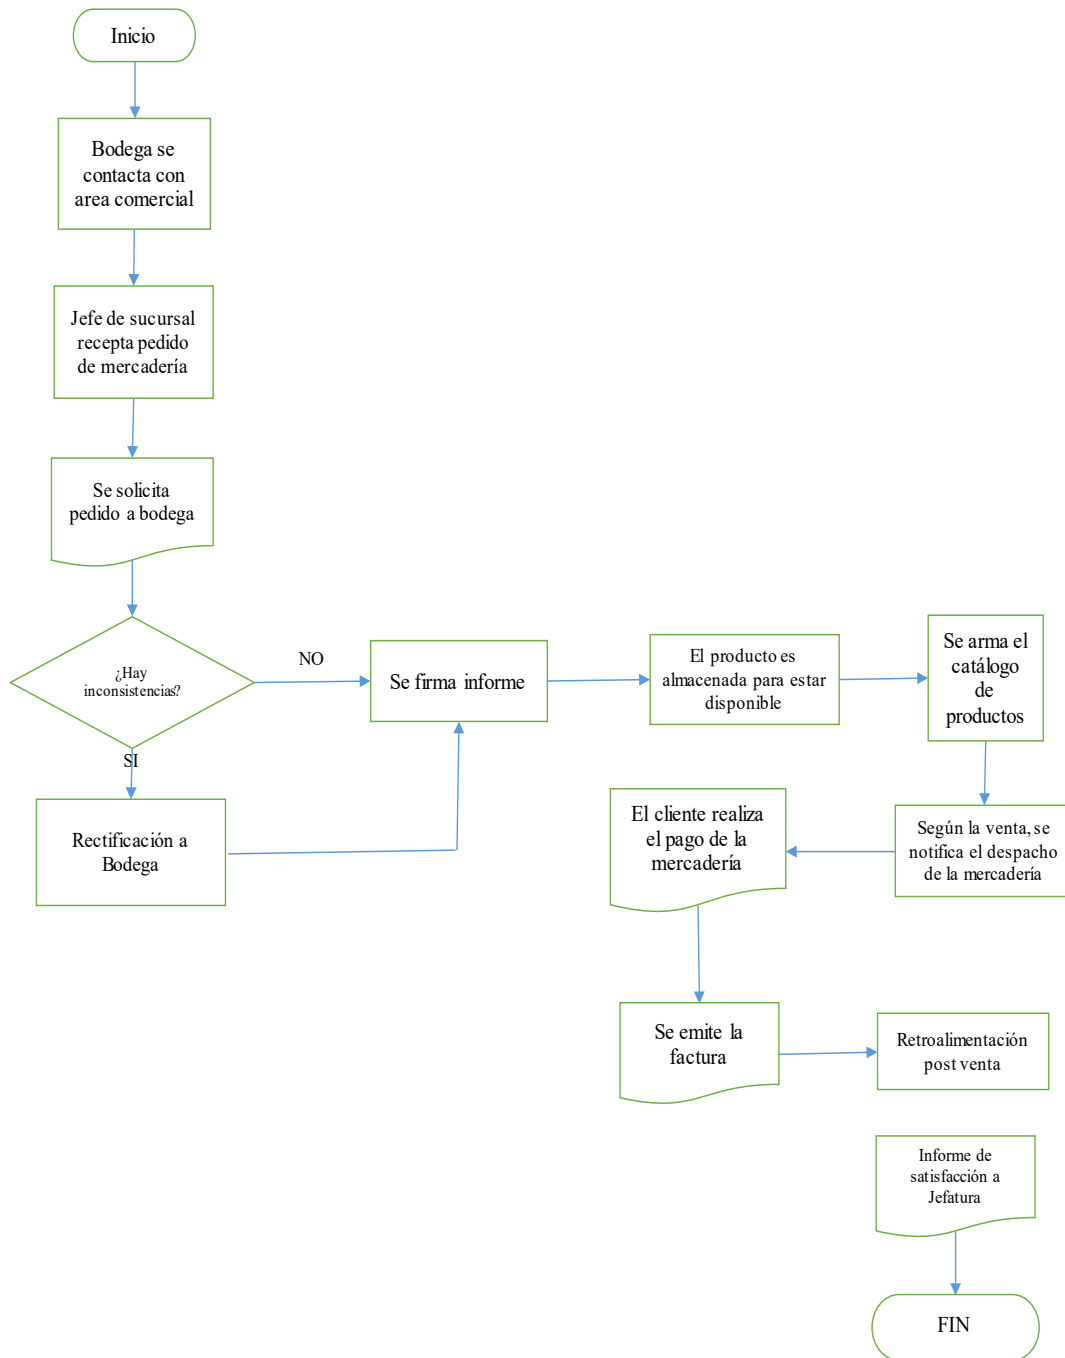 Inicio
Bodega se
contacta con
area comercial
Jefe de sucursal
recepta pedido
de mercadería
Se solicita
pedido a bodega
¿Hay
inconsistencias?
NO
SI
Rectificación a
Bodega
Se firma informe
El producto es
almacenada para estar
disponible
Se arma el
catálogo
de
productos
Según la venta, se
notifica el despacho
de la mercadería
El cliente realiza
el pago de la
mercadería
Se emite la
factura
Retroalimentación
post venta
Informe de
satisfacción a
Jefatura
FIN